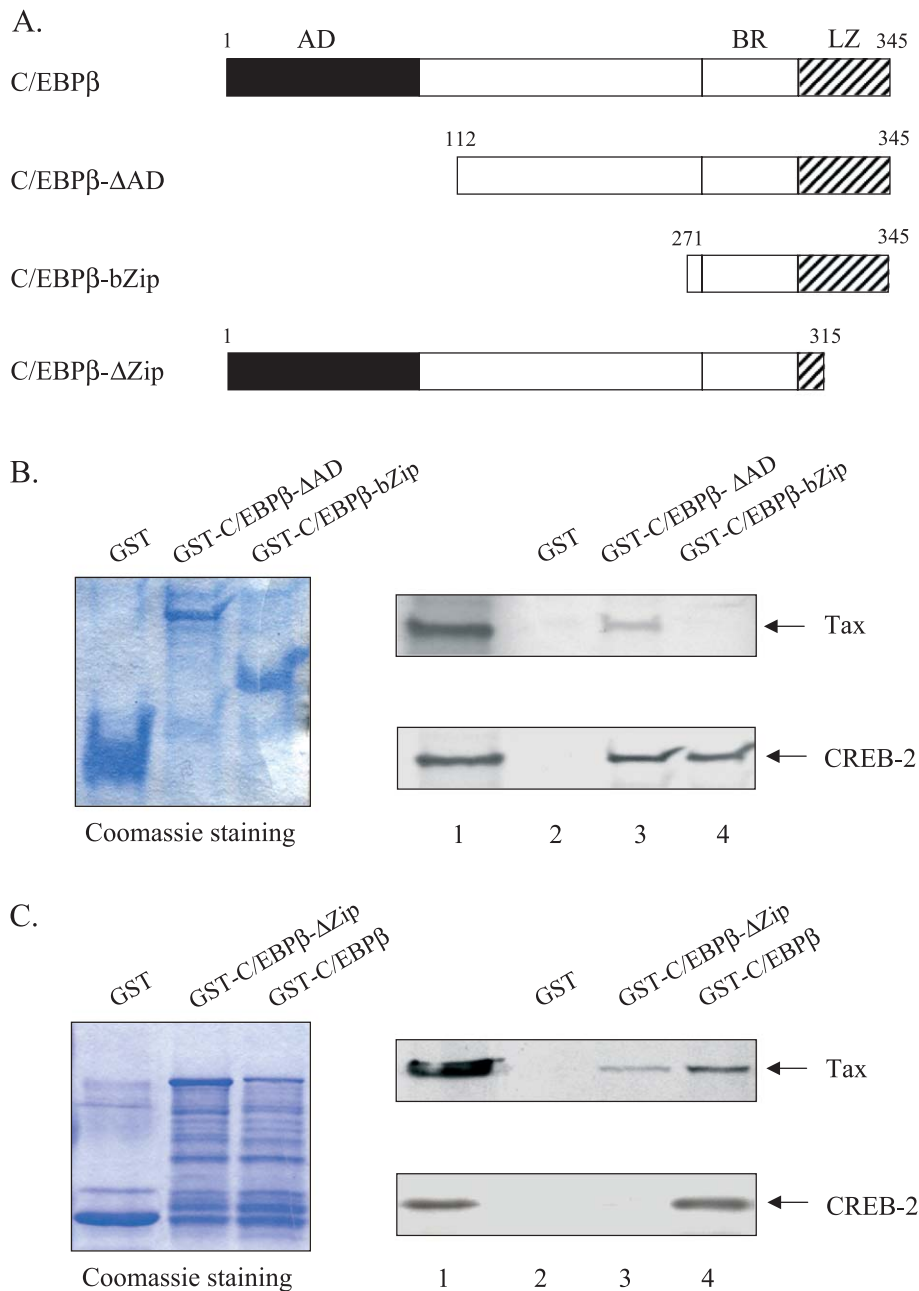 A.
1 AD BR LZ 345
C/EBPβ
112 345
C/EBPβ-ΔAD
271 345
C/EBPβ-bZip
1 315
C/EBPβ-ΔZip
B.
GST
GST-C/EBPβ-ΔAD
GST-C/EBPβ-bZip
GST
GST-C/EBPβ- ΔAD
GST-C/EBPβ-bZip
Tax
CREB-2
Coomassie staining
1 2 3 4
C.
GST
GST-C/EBPβ-ΔZip
GST-C/EBPβ
GST
GST-C/EBPβ-ΔZip
GST-C/EBPβ
Tax
CREB-2
Coomassie staining
1 2 3 4